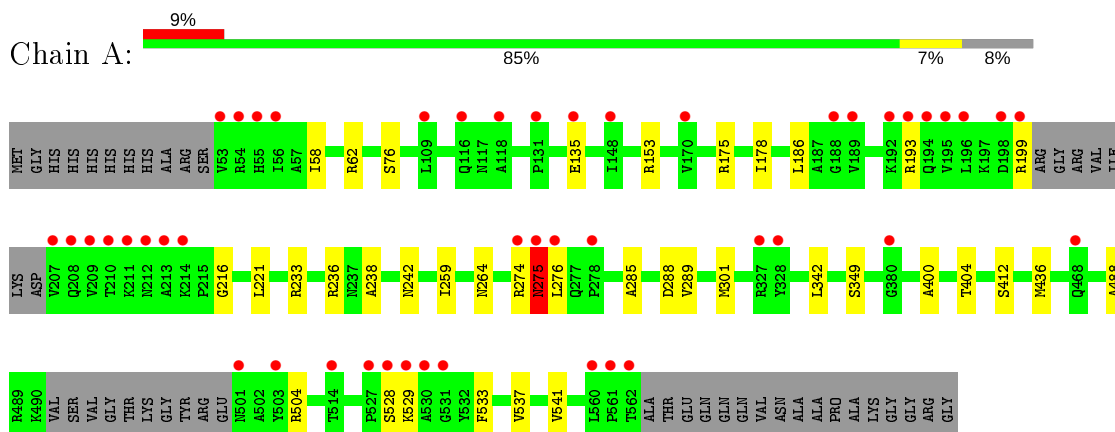 9%
Chain A:
85% 7% 8%
MET GLY HIS HIS HIS HIS HIS HIS ALA ARG SER V53 R54 H55 I56 A57 I58 R62 S76 L109 Q116 N117 A118 P131 E135 I148 R153 V170 R175 I178 L186 A187 G188 V189 K192 R193 Q194 V195 L196 K197 D198 R199 ARG GLY ARG VAL ILE
LYS ASP V207 Q208 V209 T210 K211 N212 A213 K214 P215 G216 L221 R233 R236 N237 A238 N242 I259 N264 R274 N275 L276 Q277 P278 A285 D288 V289 M301 R327 Y328 L342 S349 G380 A400 T404 S412 M436 Q468 A488
R489 K490 VAL SER VAL GLY THR LYS GLY TYR ARG GLU N501 A502 Y503 R504 T514 P527 S528 K529 A530 G531 Y532 F533 V537 V541 L560 P561 T562 ALA THR GLU GLN GLN GLN VAL ASN ALA ALA PRO ALA LYS GLY GLY ARG GLY